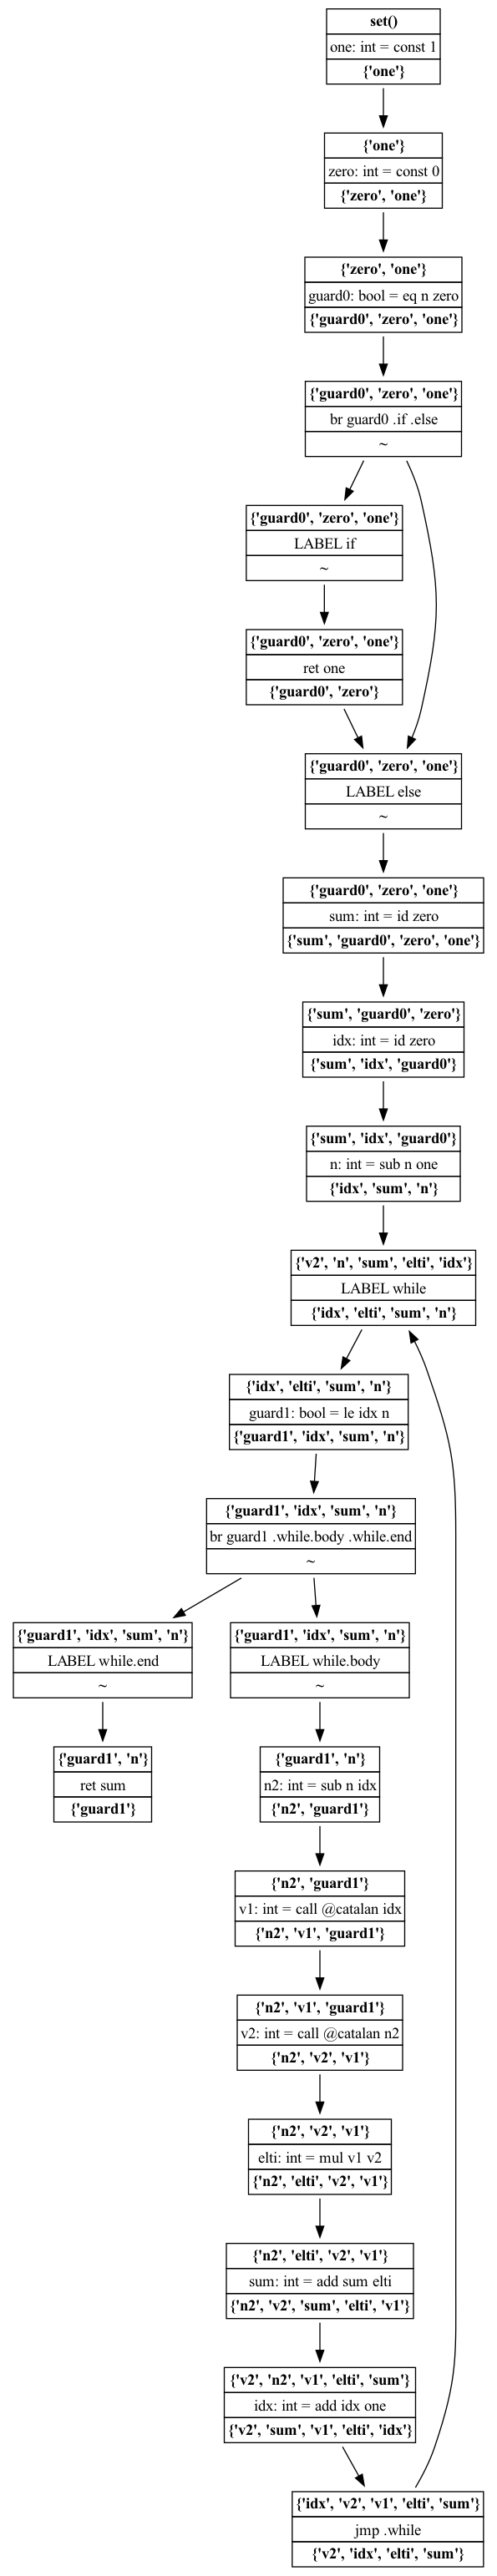 set()
one: int = const 1
{'one'}
{'one'}
zero: int = const 0
{'zero', 'one'}
{'zero', 'one'}
guard0: bool = eq n zero
{'guard0', 'zero', 'one'}
{'guard0', 'zero', 'one'}
br guard0 .if .else
~
{'guard0', 'zero', 'one'}
LABEL if
~
{'guard0', 'zero', 'one'}
ret one
{'guard0', 'zero'}
{'guard0', 'zero', 'one'}
LABEL else
~
{'guard0', 'zero', 'one'}
sum: int = id zero
{'sum', 'guard0', 'zero', 'one'}
{'sum', 'guard0', 'zero'}
idx: int = id zero
{'sum', 'idx', 'guard0'}
{'sum', 'idx', 'guard0'}
n: int = sub n one
{'idx', 'sum', 'n'}
{'v2', 'n', 'sum', 'elti', 'idx'}
LABEL while
{'idx', 'elti', 'sum', 'n'}
{'idx', 'elti', 'sum', 'n'}
guard1: bool = le idx n
{'guard1', 'idx', 'sum', 'n'}
{'guard1', 'idx', 'sum', 'n'}
br guard1 .while.body .while.end
~
{'guard1', 'idx', 'sum', 'n'}
LABEL while.end
~
{'guard1', 'idx', 'sum', 'n'}
LABEL while.body
~
{'guard1', 'n'}
ret sum
{'guard1'}
{'guard1', 'n'}
n2: int = sub n idx
{'n2', 'guard1'}
{'n2', 'guard1'}
v1: int = call @catalan idx
{'n2', 'v1', 'guard1'}
{'n2', 'v1', 'guard1'}
v2: int = call @catalan n2
{'n2', 'v2', 'v1'}
{'n2', 'v2', 'v1'}
elti: int = mul v1 v2
{'n2', 'elti', 'v2', 'v1'}
{'n2', 'elti', 'v2', 'v1'}
sum: int = add sum elti
{'n2', 'v2', 'sum', 'elti', 'v1'}
{'v2', 'n2', 'v1', 'elti', 'sum'}
idx: int = add idx one
{'v2', 'sum', 'v1', 'elti', 'idx'}
{'idx', 'v2', 'v1', 'elti', 'sum'}
jmp .while
{'v2', 'idx', 'elti', 'sum'}